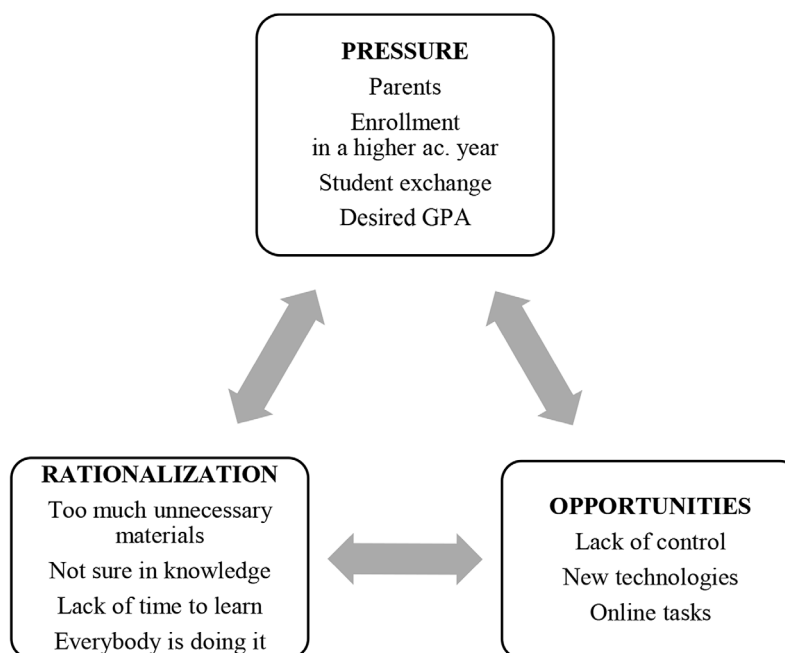 PRESSURE
Parents
Enrollment
in a higher ac. year
Student exchange
Desired GPA
RATIONALIZATION
Too much unnecessary
materials
Not sure in knowledge
Lack of time to learn
Everybody is doing it
OPPORTUNITIES
Lack of control
New technologies
Online tasks